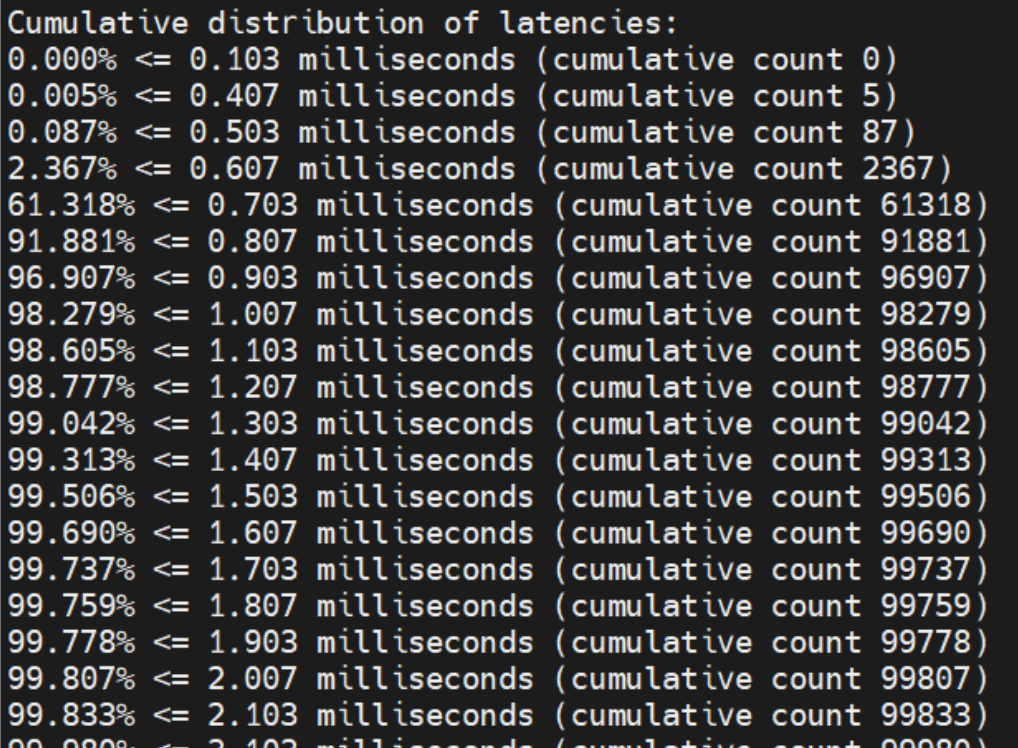 Cumulative distribution of latencies:
0.000% <= 0.103 milliseconds (cumulative count 0)
0.005% <= 0.407 milliseconds (cumulative count 5)
0.087% <= 0.503 milliseconds (cumulative count 87)
2.367% <= 0.607 milliseconds (cumulative count 2367)
61.318% <= 0.703 milliseconds (cumulative count 61318)
91.881% <= 0.807 milliseconds (cumulative count 91881)
96.907% <= 0.903 milliseconds (cumulative count 96907)
98.279% <= 1.007 milliseconds (cumulative count 98279)
98.605% <= 1.103 milliseconds (cumulative count 98605)
98.777% <= 1.207 milliseconds (cumulative count 98777)
99.042% <= 1.303 milliseconds (cumulative count 99042)
99.313% <= 1.407 milliseconds (cumulative count 99313)
99.506% <= 1.503 milliseconds (cumulative count 99506)
99.690% <= 1.607 milliseconds (cumulative count 99690)
99.737% <= 1.703 milliseconds (cumulative count 99737)
99.759% <= 1.807 milliseconds (cumulative count 99759)
99.778% <= 1.903 milliseconds (cumulative count 99778)
99.807% <= 2.007 milliseconds (cumulative count 99807)
99.833% <= 2.103 milliseconds (cumulative count 99833)
<= milliseconds (cumulative count